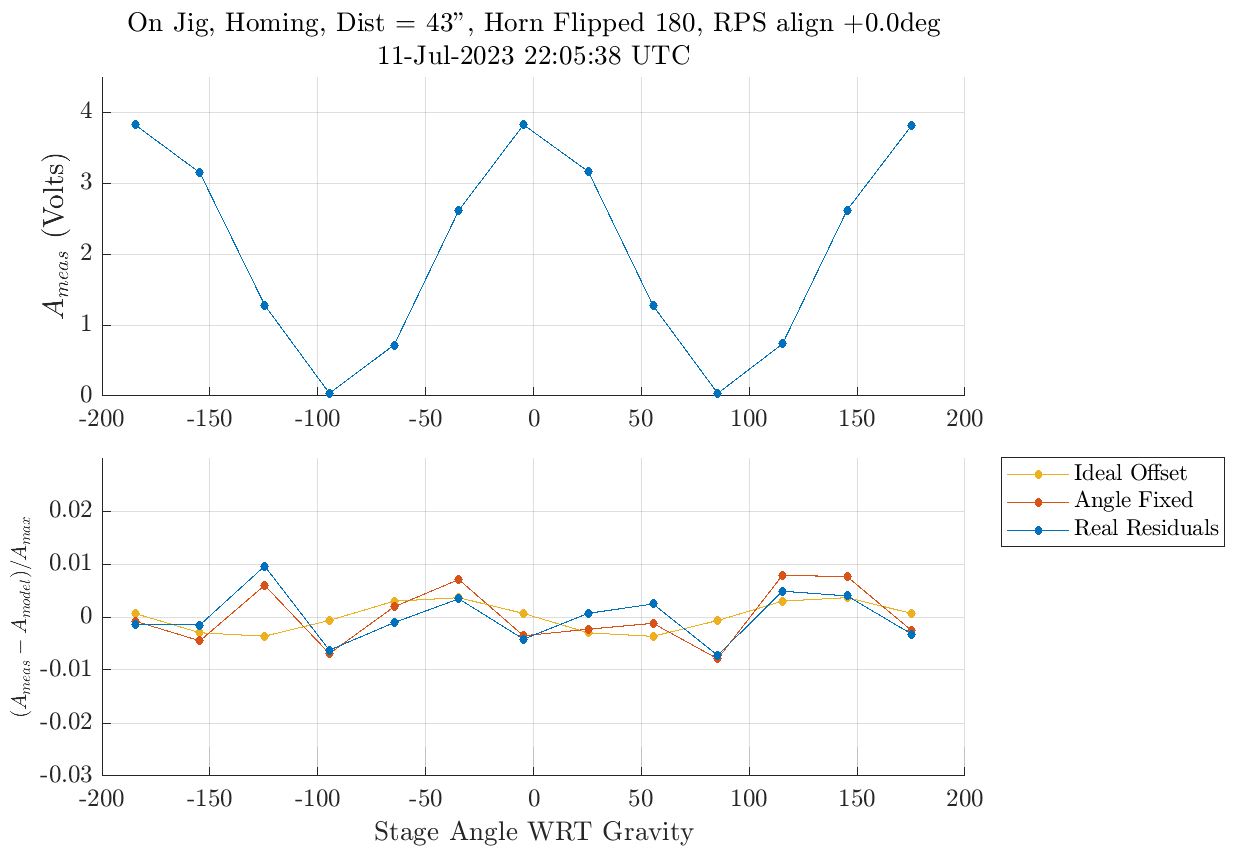 On Jig, Homing, Dist = 43”, Horn Flipped 180, RPS align +0.0deg
11-Jul-2023 22:05:38 UTC
A_meas (Volts)
4
3
2
1
0
-200 -150 -100 -50 0 50 100 150 200
(A_meas − A_model)/A_max
0.02
0.01
0
-0.01
-0.02
-0.03
-200 -150 -100 -50 0 50 100 150 200
Stage Angle WRT Gravity
Ideal Offset
Angle Fixed
Real Residuals